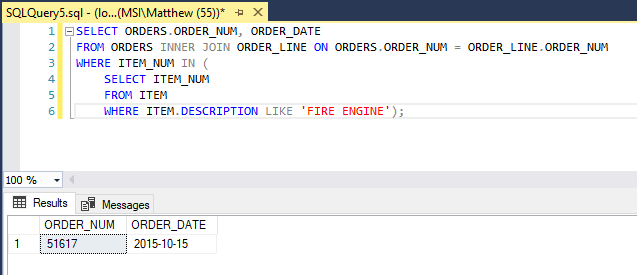 SQLQuery5.sql - (lo...(MSI\Matthew (55))*
1 SELECT ORDERS.ORDER_NUM, ORDER_DATE
2 FROM ORDERS INNER JOIN ORDER_LINE ON ORDERS.ORDER_NUM = ORDER_LINE.ORDER_NUM
3 WHERE ITEM_NUM IN (
4 SELECT ITEM_NUM
5 FROM ITEM
6 WHERE ITEM.DESCRIPTION LIKE 'FIRE ENGINE');
100 %
Results Messages
ORDER_NUM ORDER_DATE
1 51617 2015-10-15